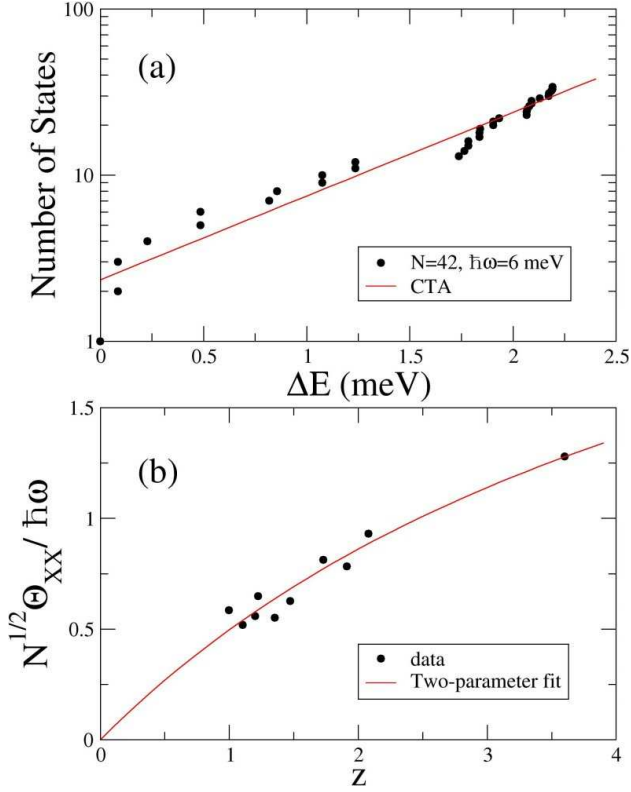 100
(a)
Number of States
10
N=42, ħω=6 meV
CTA
1
0 0.5 1 1.5 2 2.5
ΔE (meV)
1.5
(b)
N^{1/2}Θ_{XX}/ ħω
1
0.5
data
Two-parameter fit
0
0 1 2 3 4
z